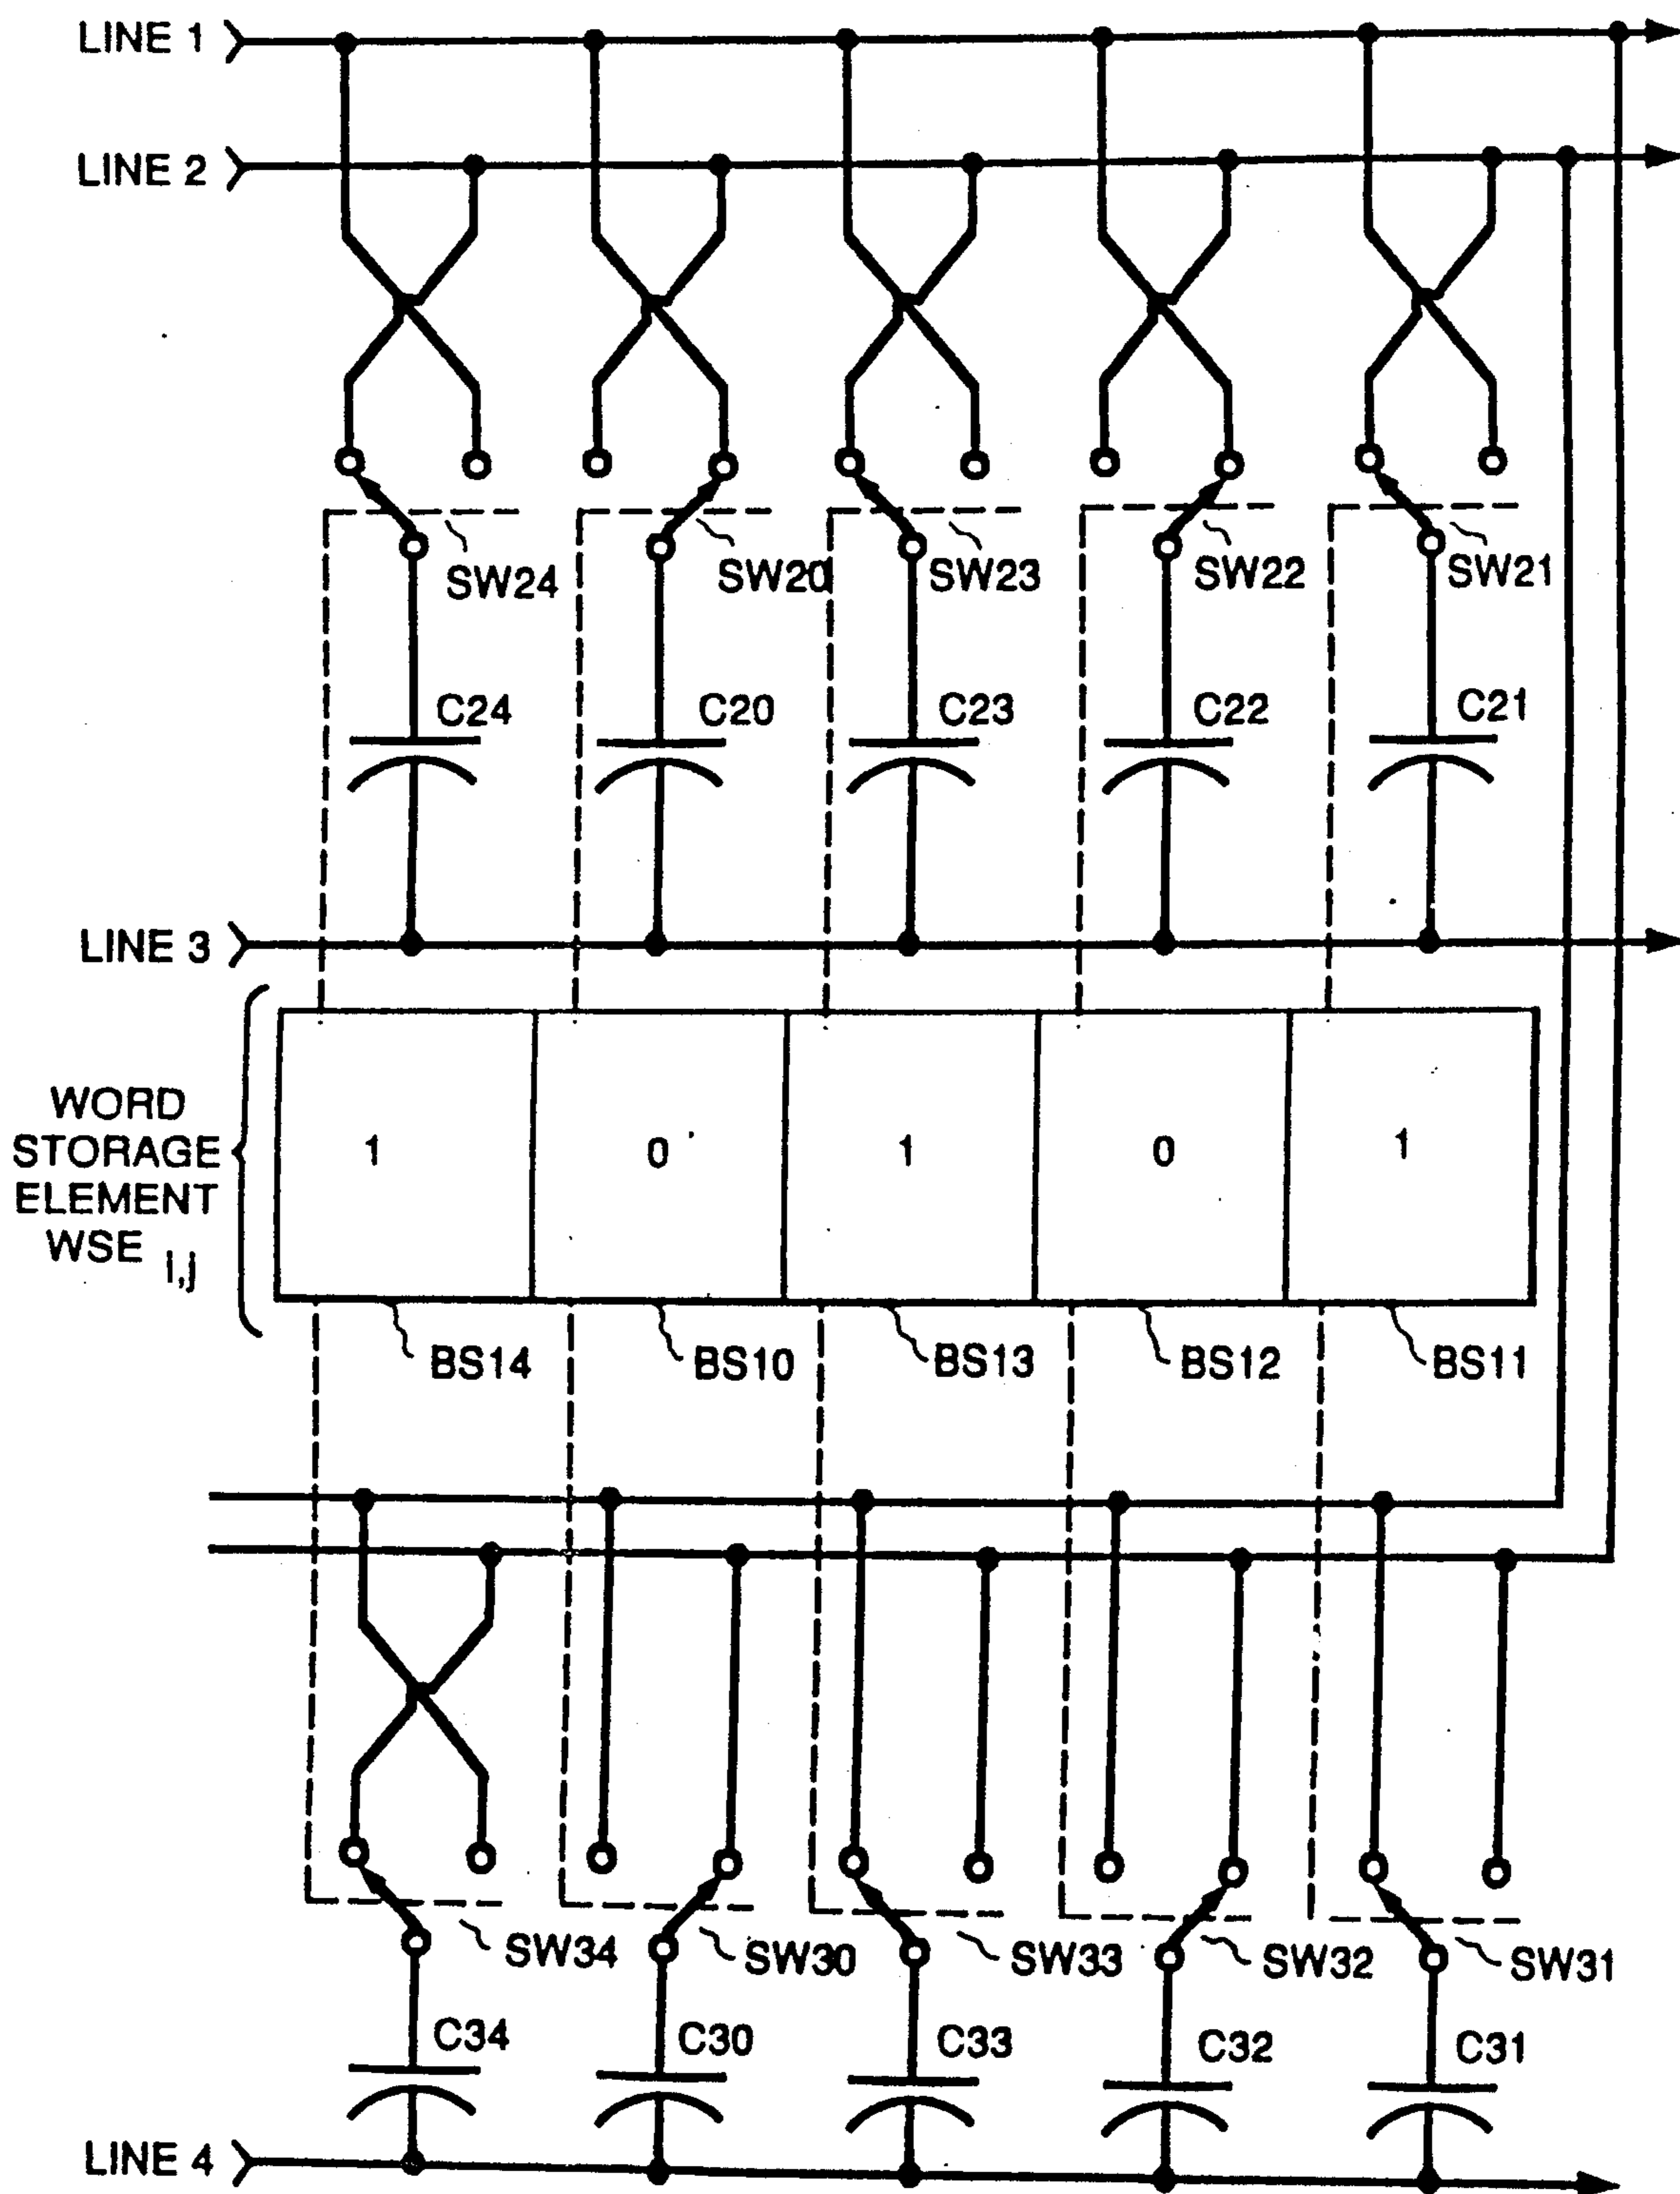 LINE 1
LINE 2
SW24 SW20 SW23 SW22 SW21
C24 C20 C23 C22 C21
LINE 3
WORD
STORAGE
ELEMENT
WSE I,J
1 0 1 0 1
BS14 BS10 BS13 BS12 BS11
SW34 SW30 SW33 SW32 SW31
C34 C30 C33 C32 C31
LINE 4